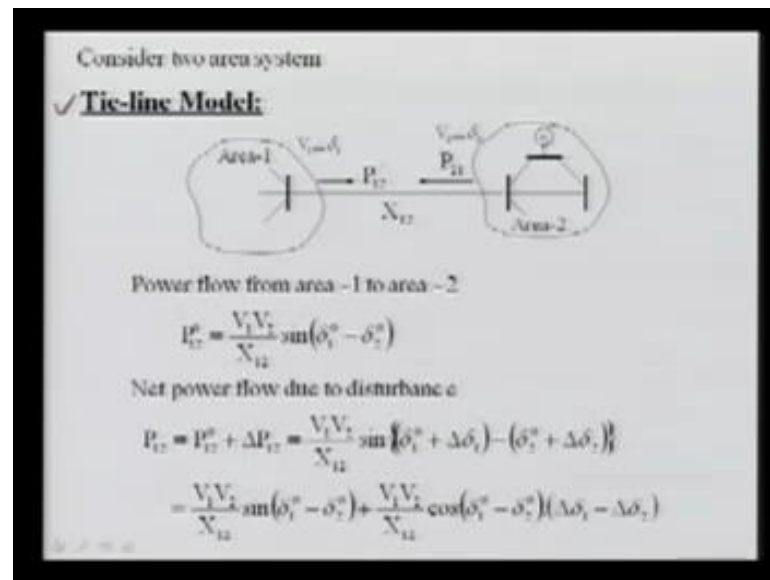 Consider two area system
Tie-line Model:
Area-1
V₁∠δ₁
P₁₂
P₂₁
V₂∠δ₂
X₁₂
Area-2
Power flow from area –1 to area –2
P₁₂° = V₁V₂/X₁₂ sin(δ₁° – δ₂°)
Net power flow due to disturbance
P₁₂ = P₁₂° + ΔP₁₂ = V₁V₂/X₁₂ sin{(δ₁° + Δδ₁) – (δ₂° + Δδ₂)}
= V₁V₂/X₁₂ sin(δ₁° – δ₂°) + V₁V₂/X₁₂ cos(δ₁° – δ₂°)(Δδ₁ – Δδ₂)